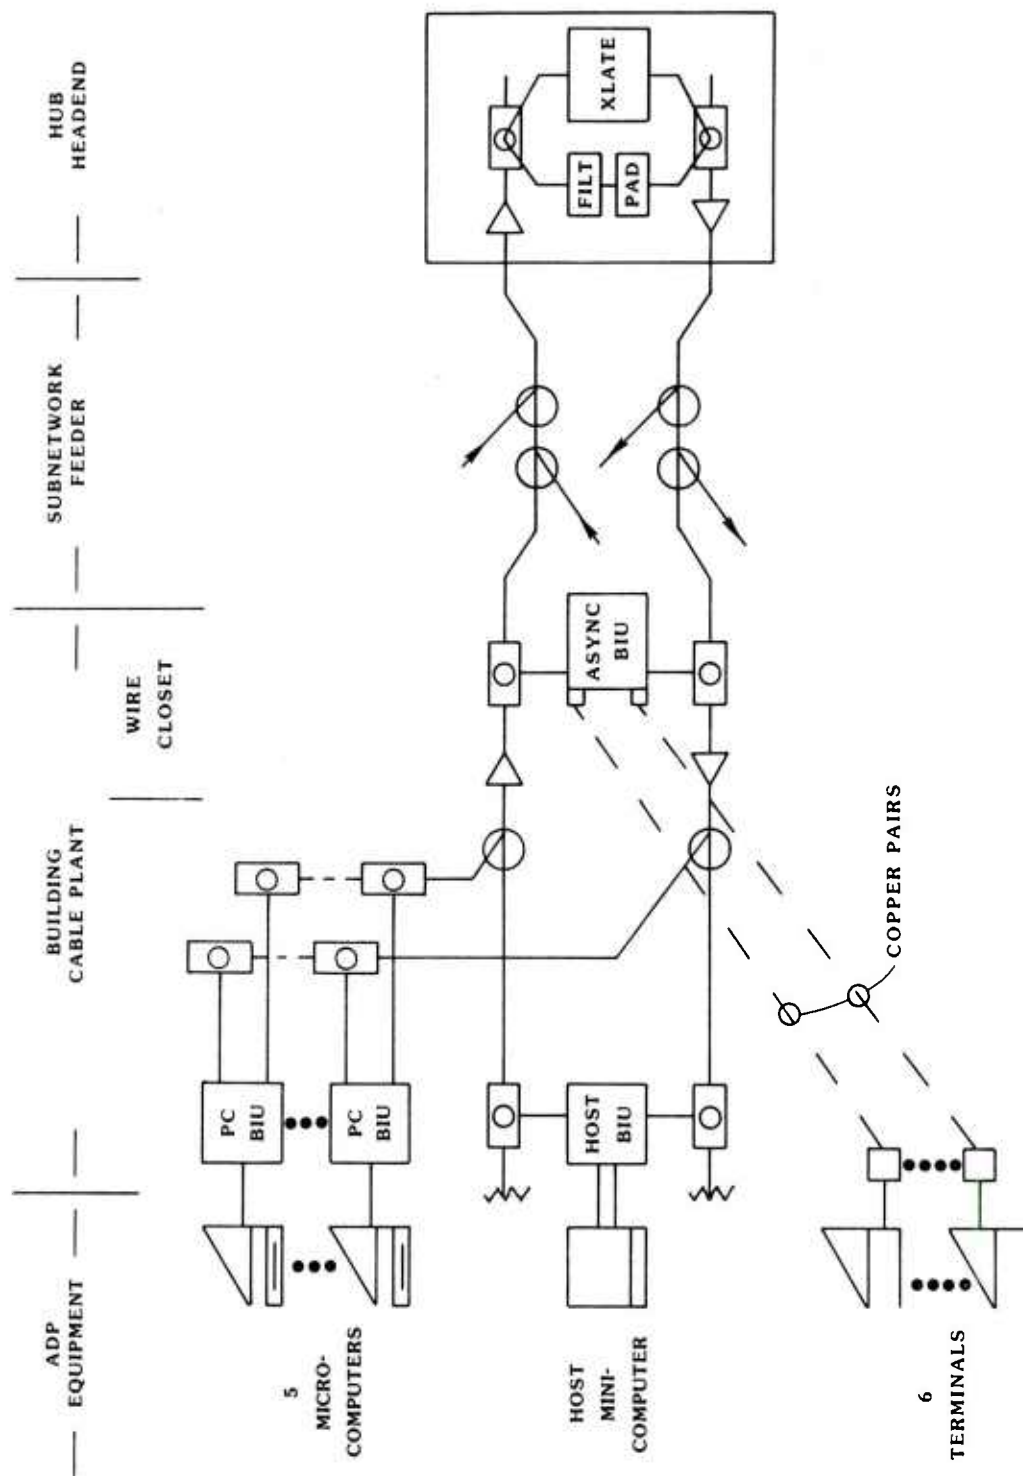 ADP
EQUIPMENT
BUILDING
CABLE PLANT
WIRE
CLOSET
SUBNETWORK
FEEDER
HUB
HEADEND
5
MICRO-
COMPUTERS
PC
BIU
PC
BIU
HOST
MINI-
COMPUTER
HOST
BIU
ASYNC
BIU
FILT
PAD
XLATE
6
TERMINALS
COPPER PAIRS